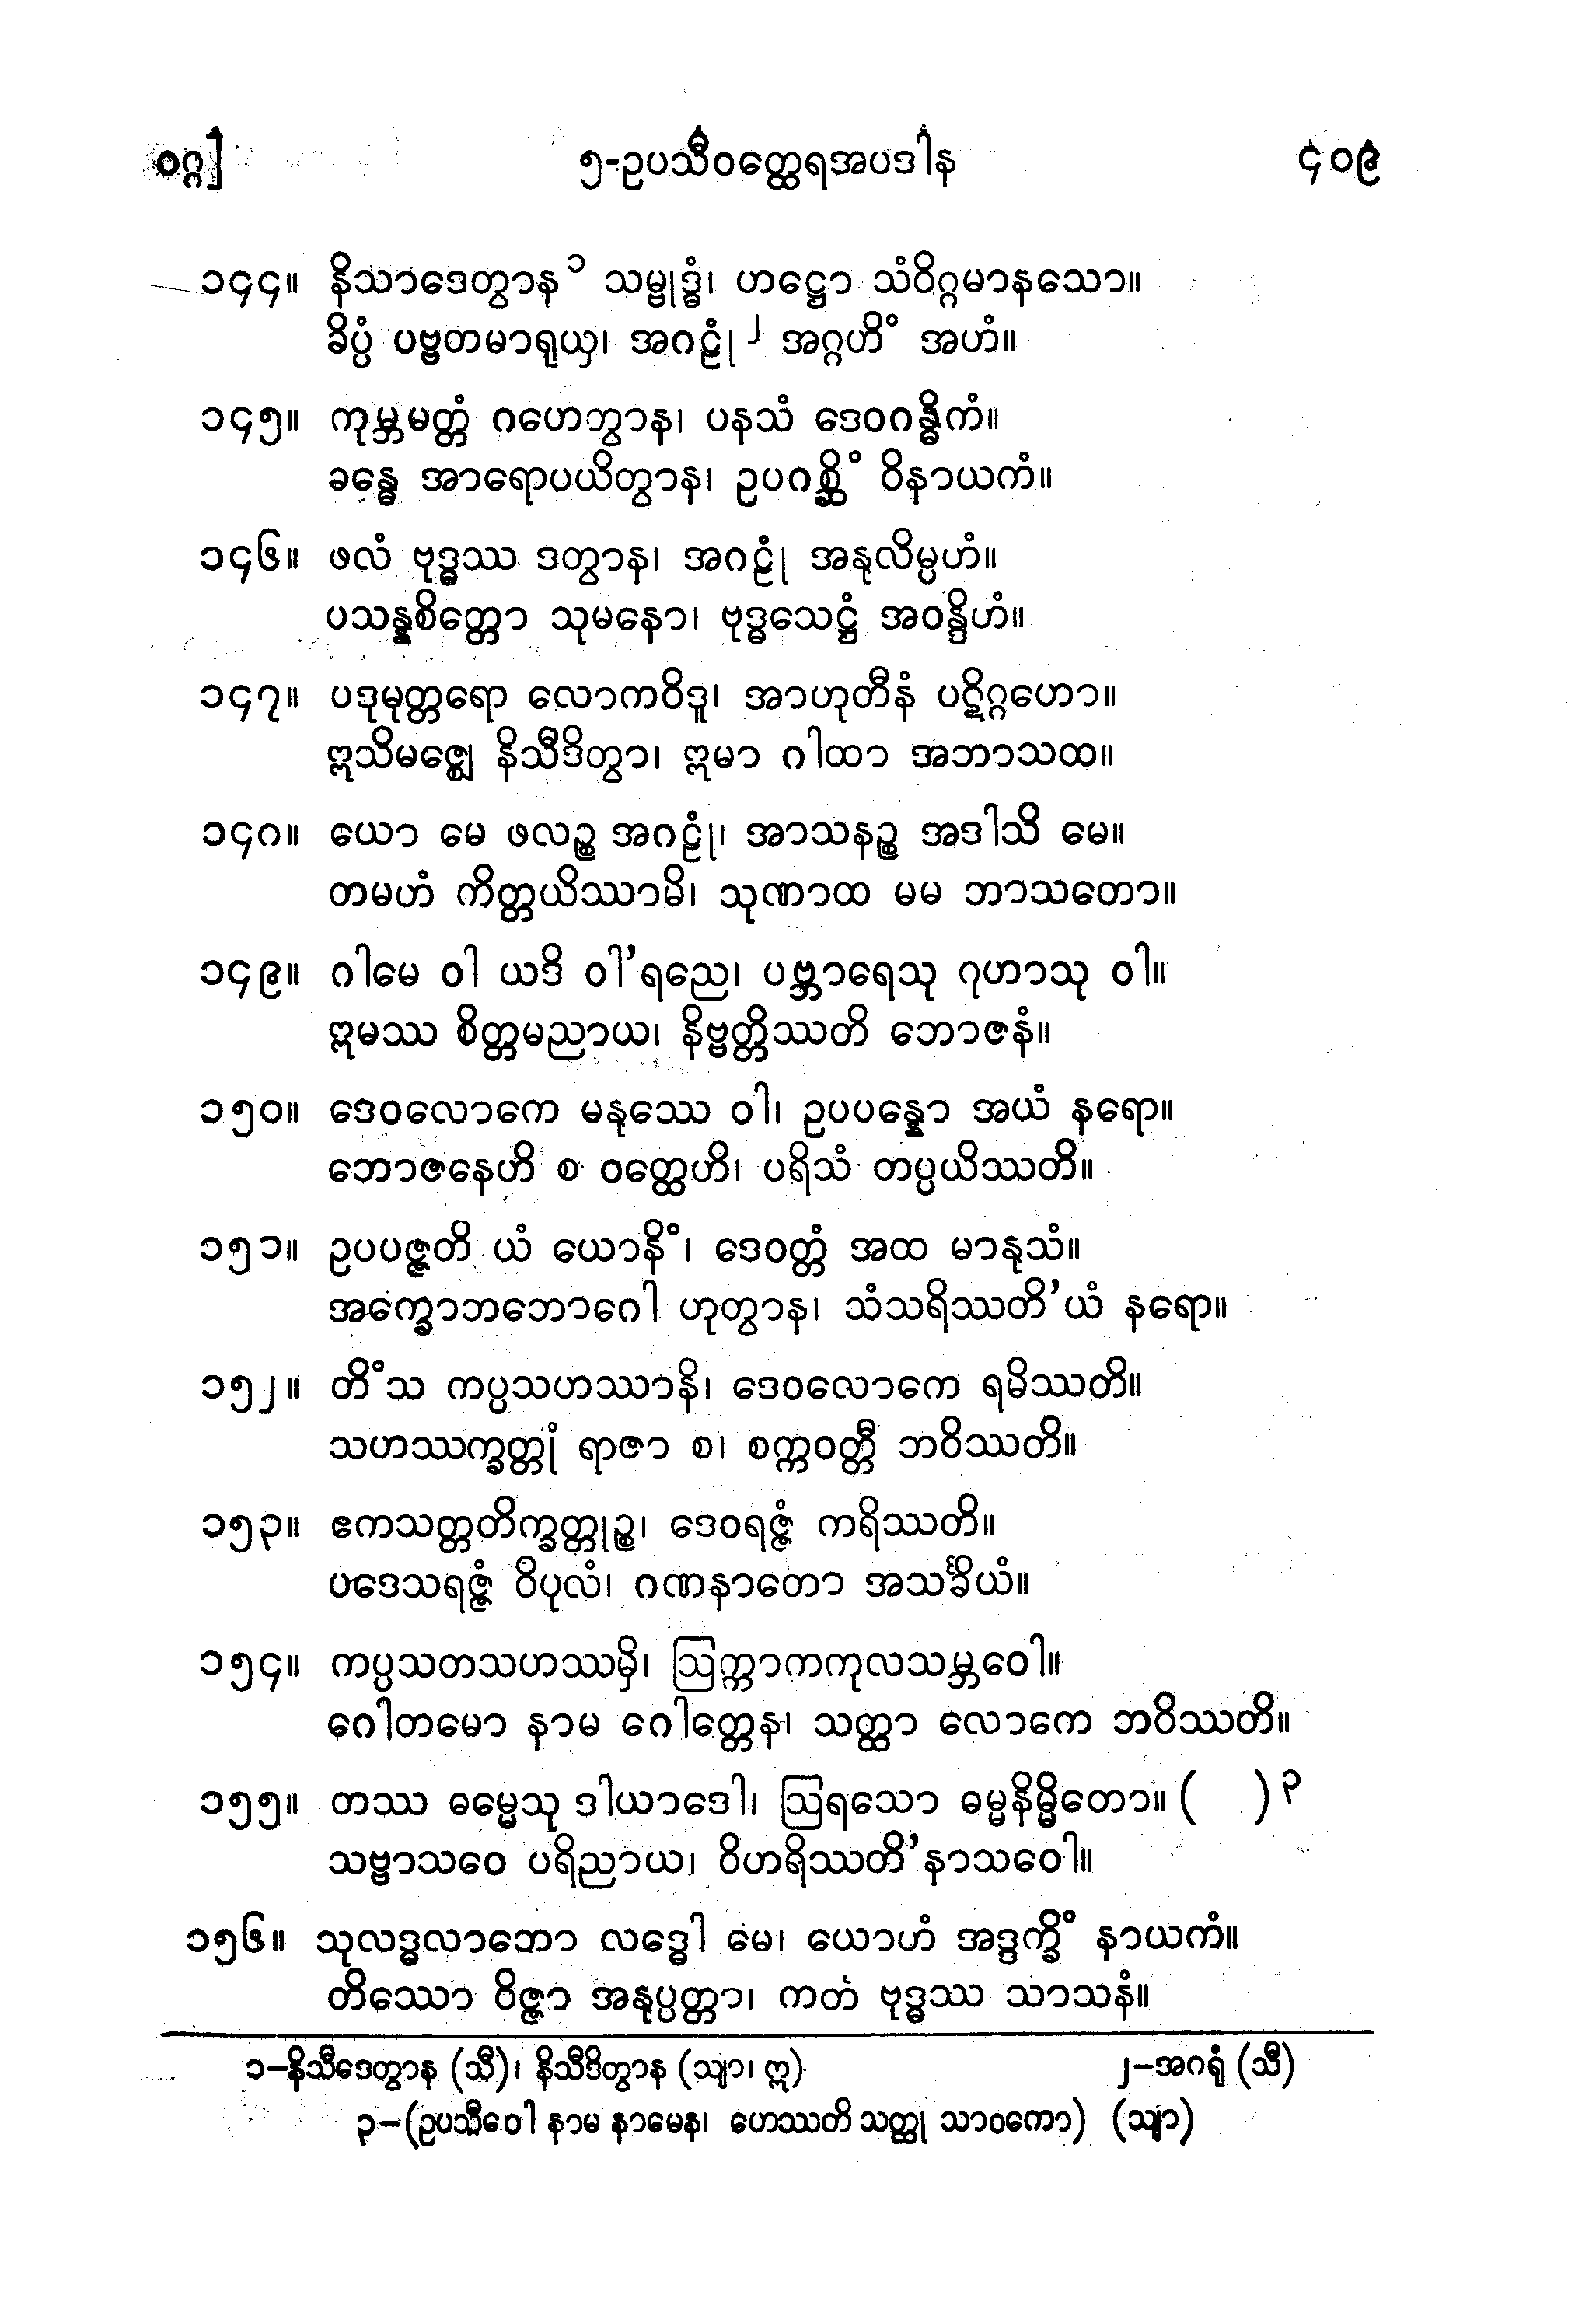 ဝဂ္ဂ]
၅-ဥပသီဝတ္ထေရအပဒါန
၄၀၉
၁၄၄။ နိသာဒေတွာန ၁ သမ္ဗုဒ္ဓံ၊ ဟဋ္ဌော သံဝိဂ္ဂမာနသော။
ခိပ္ပံ ပဗ္ဗတမာရုယှ၊ အဂဠုံ ၂ အဂ္ဂဟိံ အဟံ။
၁၄၅။ ကုမ္ဘမတ္တံ ဂဟေတွာန၊ ပနသံ ဒေဝဂန္ဓိကံ။
ခန္ဓေ အာရောပယိတွာန၊ ဥပဂစ္ဆိံ ဝိနာယကံ။
၁၄၆။ ဖလံ ဗုဒ္ဓဿ ဒတွာန၊ အဂဠုံ အနုလိမ္ပဟံ။
ပသန္နစိတ္တော သုမနော၊ ဗုဒ္ဓသေဋ္ဌံ အဝန္ဒိဟံ။
၁၄၇။ ပဒုမုတ္တရော လောကဝိဒူ၊ အာဟုတီနံ ပဋိဂ္ဂဟော။
ဣသိမဇ္ဈေ နိသီဒိတွာ၊ ဣမာ ဂါထာ အဘာသထ။
၁၄၈။ ယော မေ ဖလဉ္စ အဂဠုံ၊ အာသနဉ္စ အဒါသိ မေ။
တမဟံ ကိတ္တယိဿာမိ၊ သုဏာထ မမ ဘာသတော။
၁၄၉။ ဂါမေ ဝါ ယဒိ ဝါ’ရညေ၊ ပဗ္ဘာရေသု ဂုဟာသု ဝါ။
ဣမဿ စိတ္တမညာယ၊ နိဗ္ဗတ္တိဿတိ ဘောဇနံ။
၁၅၀။ ဒေဝလောကေ မနုဿေ ဝါ၊ ဥပပန္နော အယံ နရော။
ဘောဇနေဟိ စ ဝတ္ထေဟိ၊ ပရိသံ တပ္ပယိဿတိ။
၁၅၁။ ဥပပဇ္ဇတိ ယံ ယောနိံ၊ ဒေဝတ္တံ အထ မာနုသံ။
အက္ခောဘဘောဂေါ ဟုတွာန၊ သံသရိဿတိ’ယံ နရော။
၁၅၂။ တိံသ ကပ္ပသဟဿာနိ၊ ဒေဝလောကေ ရမိဿတိ။
သဟဿက္ခတ္တုံ ရာဇာ စ၊ စက္ကဝတ္တီ ဘဝိဿတိ။
၁၅၃။ ဧကသတ္တတိက္ခတ္တုဉ္စ၊ ဒေဝရဇ္ဇံ ကရိဿတိ။
ပဒေသရဇ္ဇံ ဝိပုလံ၊ ဂဏနာတော အသင်္ခိယံ။
၁၅၄။ ကပ္ပသတသဟဿမှိ၊ ဩက္ကာကကုလသမ္ဘဝေါ။
ဂေါတမော နာမ ဂေါတ္တေန၊ သတ္ထာ လောကေ ဘဝိဿတိ။
၁၅၅။ တဿ ဓမ္မေသု ဒါယာဒေါ၊ ဩရသော ဓမ္မနိမ္မိတော။ ( ) ၃
သဗ္ဗာသဝေ ပရိညာယ၊ ဝိဟရိဿတိ’နာသဝေါ။
၁၅၆။ သုလဒ္ဓလာဘော လဒ္ဓေါ မေ၊ ယောဟံ အဒ္ဒက္ခိံ နာယကံ။
တိဿော ဝိဇ္ဇာ အနုပ္ပတ္တာ၊ ကတံ ဗုဒ္ဓဿ သာသနံ။
၁-နိသီဒေတွာန (သီ)၊ နိသီဒိတွာန (သျာ၊ ဣ) ၂-အဂရုံ (သီ)
၃-(ဥပသီဝေါ နာမ နာမေန၊ ဟေဿတိ သတ္ထု သာဝကော) (သျာ)